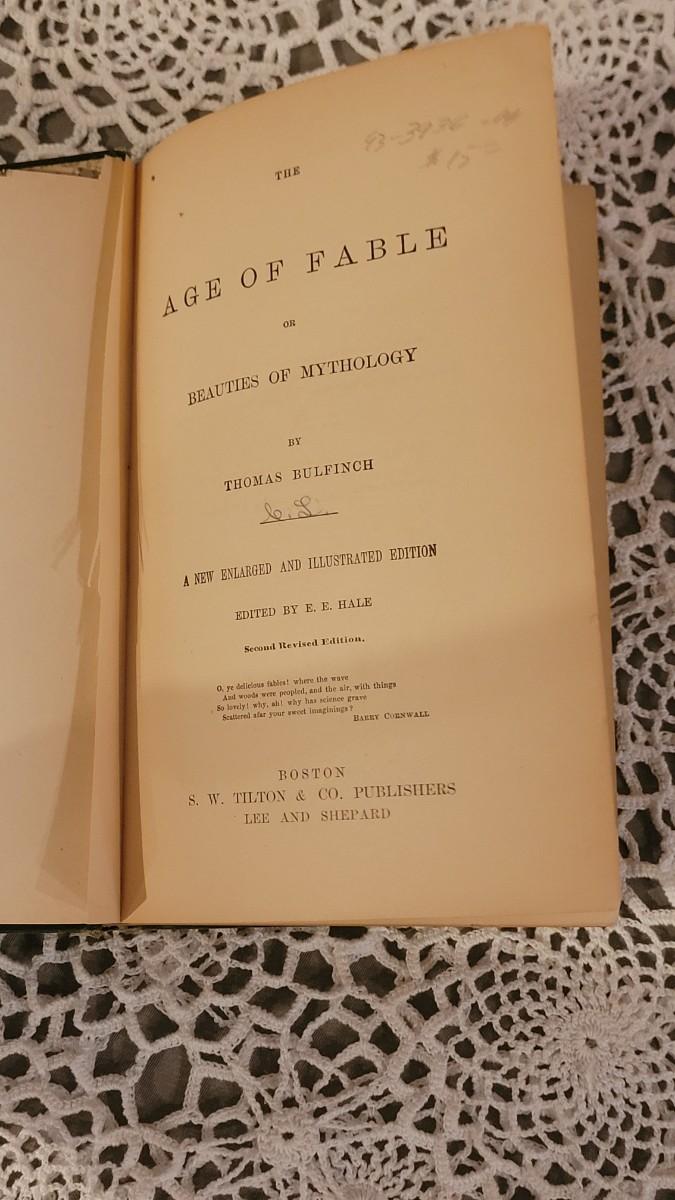 THE
AGE OF FABLE
OR
BEAUTIES OF MYTHOLOGY
BY
THOMAS BULFINCH
A NEW ENLARGED AND ILLUSTRATED EDITION
EDITED BY E. E. HALE
Second Revised Edition.
O, ye delicious fables! where the wave
And woods were peopled, and the air, with things
So lovely! why, ah! why has science grave
Scattered afar your sweet imaginings?
BARRY CORNWALL
BOSTON
S. W. TILTON & CO. PUBLISHERS
LEE AND SHEPARD